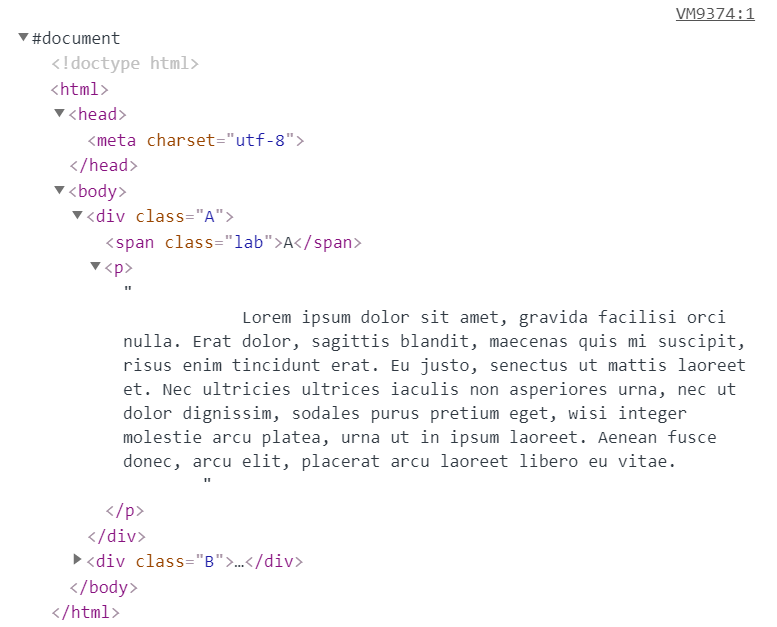 VM9374:1
▼#document
<!doctype html>
<html>
▼<head>
<meta charset="utf-8">
</head>
▼<body>
▼<div class="A">
<span class="lab">A</span>
▼<p>
"
Lorem ipsum dolor sit amet, gravida facilisi orci
nulla. Erat dolor, sagittis blandit, maecenas quis mi suscipit,
risus enim tincidunt erat. Eu justo, senectus ut mattis laoreet
et. Nec ultricies ultrices iaculis non asperiores urna, nec ut
dolor dignissim, sodales purus pretium eget, wisi integer
molestie arcu platea, urna ut in ipsum laoreet. Aenean fusce
donec, arcu elit, placerat arcu laoreet libero eu vitae.
"
</p>
</div>
▶<div class="B">…</div>
</body>
</html>